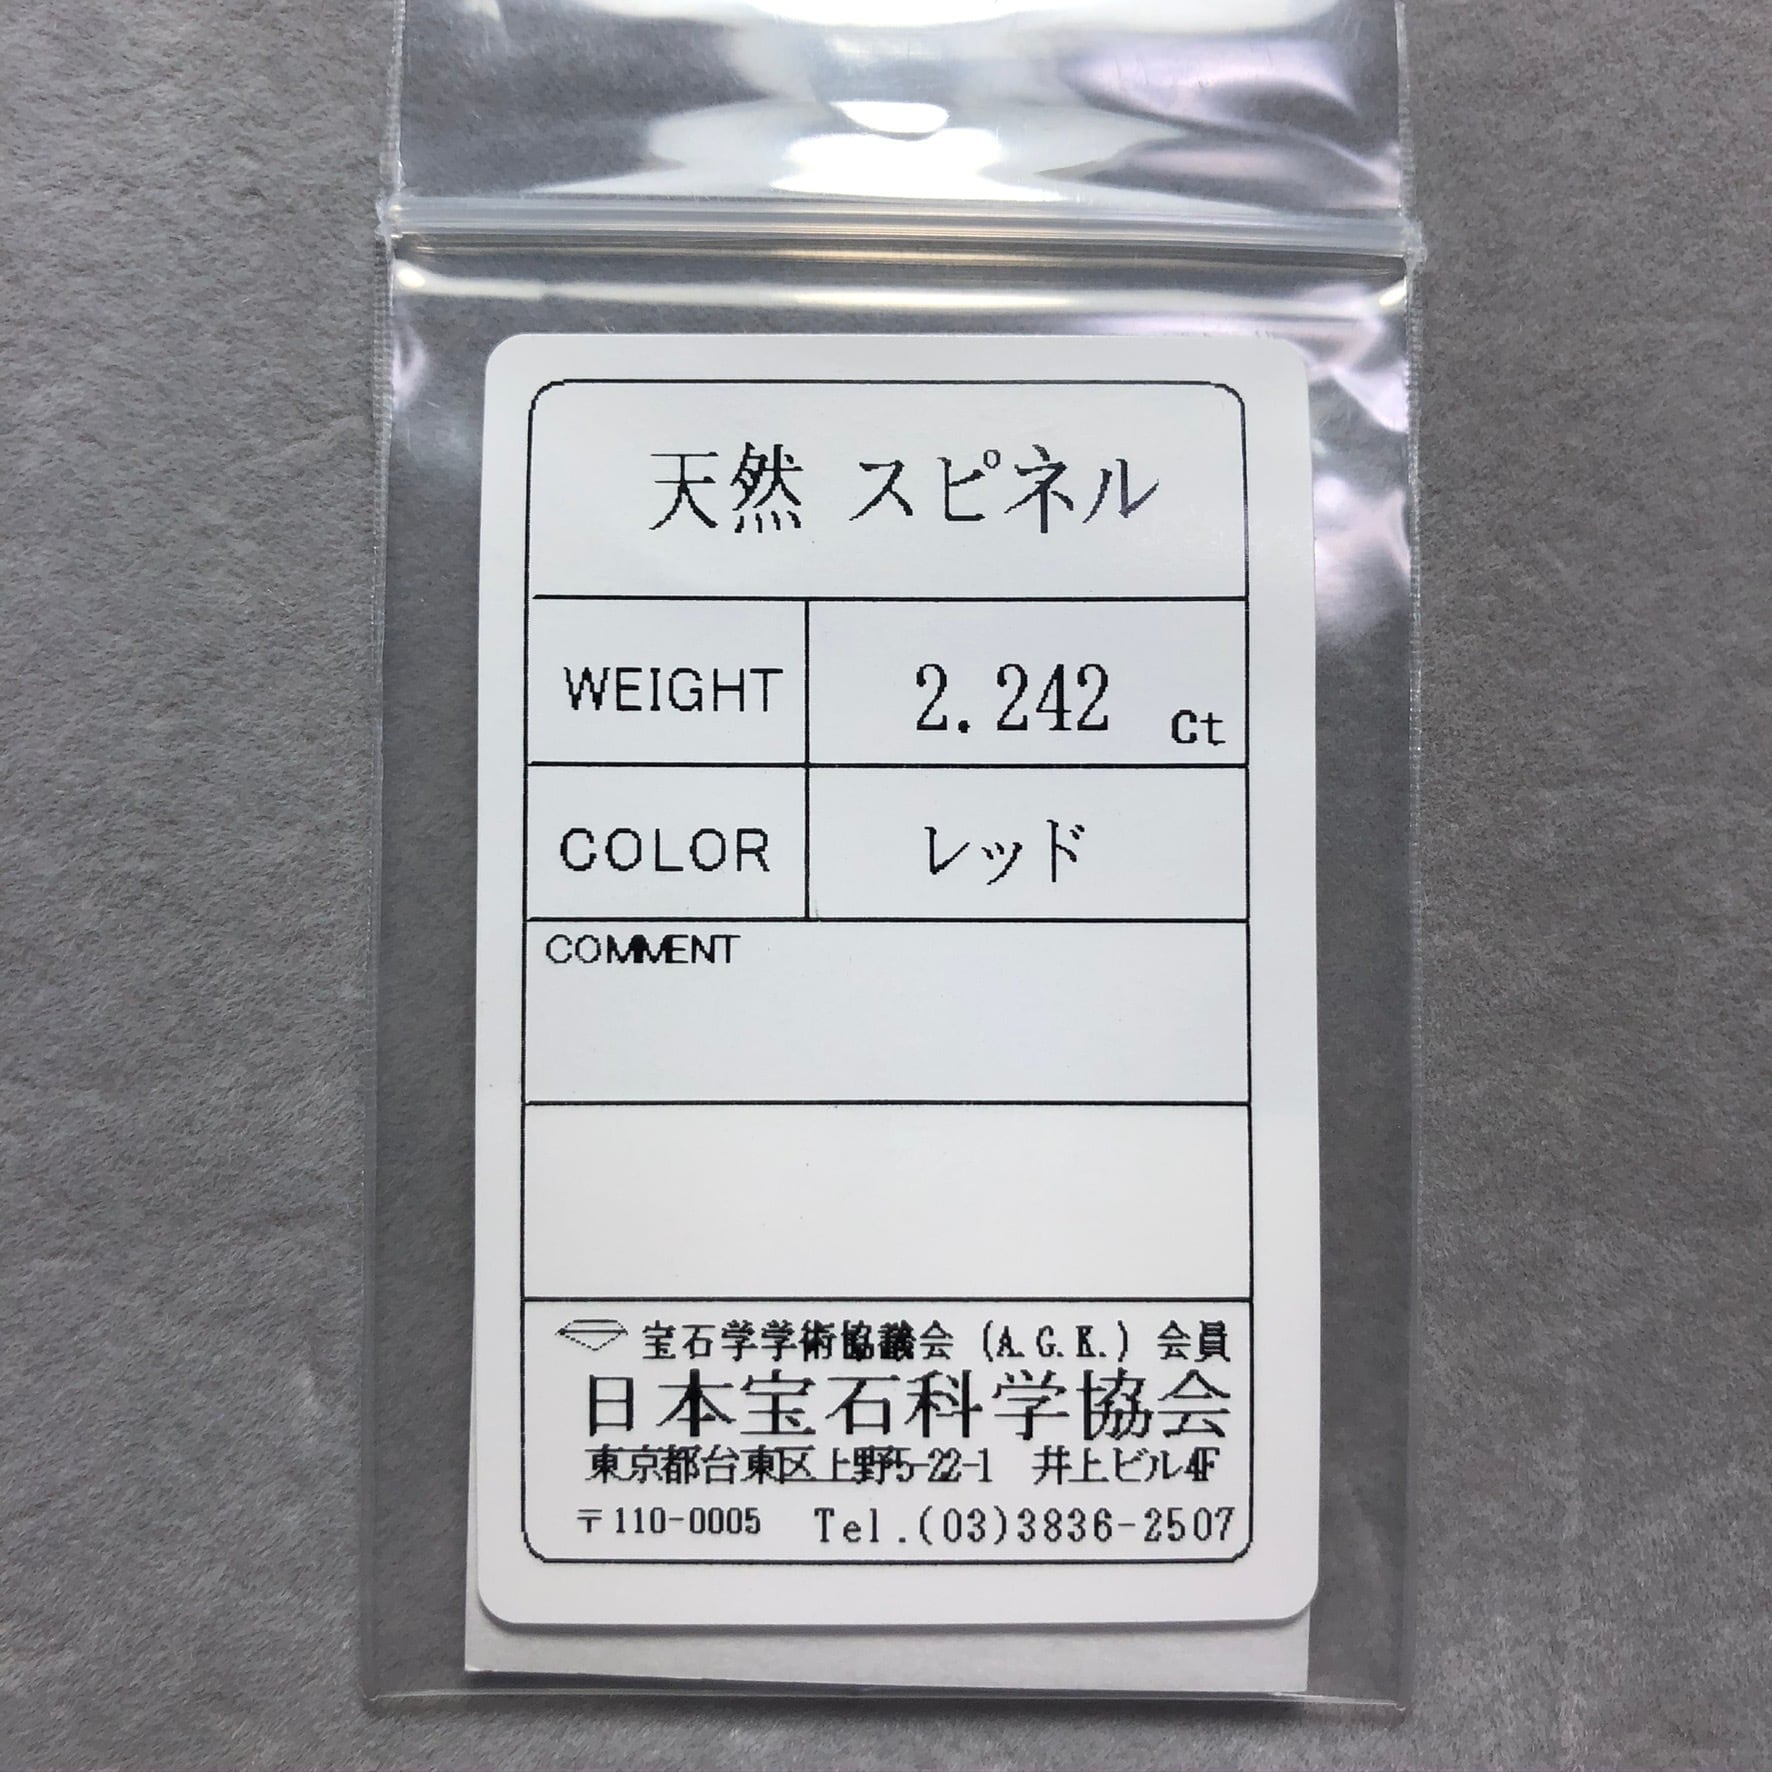 天然 スピネル
WEIGHT 2.242 ct
COLOR レッド
COMMENT
宝石学学術協議会 (A.G.K.) 会員
日本宝石科学協会
東京都台東区上野5-22-1 井上ビル4F
〒110-0005 Tel.(03)3836-2507